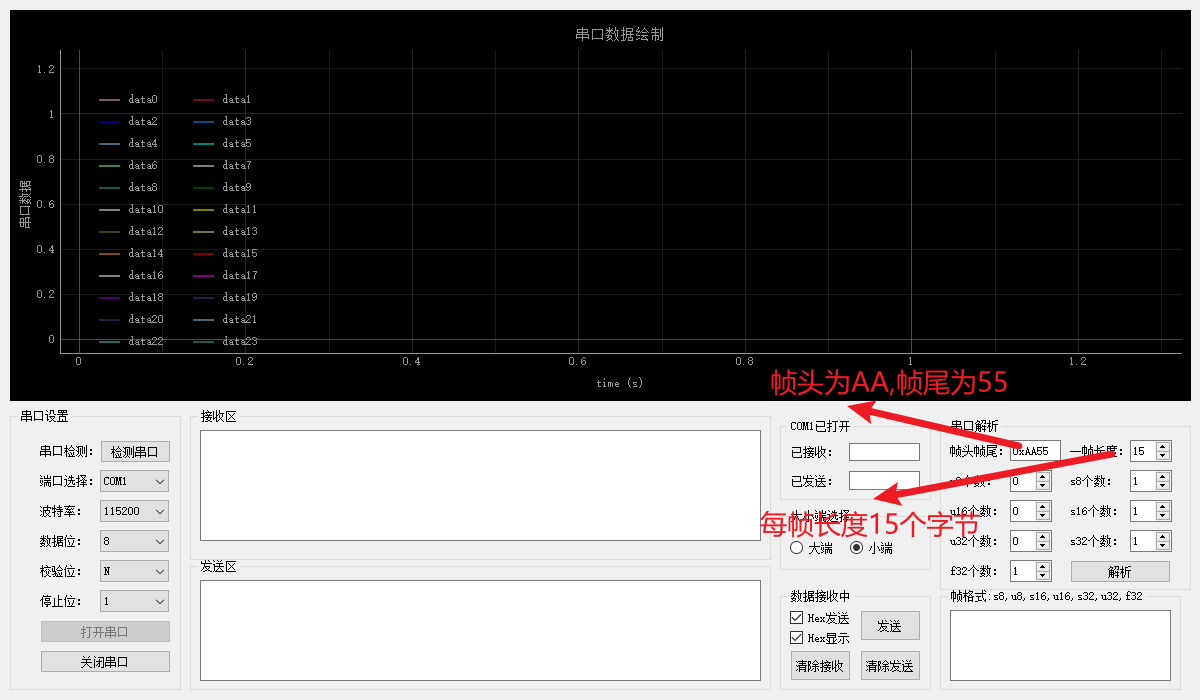 串口数据绘制
1.2
1
0.8
0.6
0.4
0.2
0
串口数据
data0 data1
data2 data3
data4 data5
data6 data7
data8 data9
data10 data11
data12 data13
data14 data15
data16 data17
data18 data19
data20 data21
data22 data23
0 0.2 0.4 0.6 0.8 1 1.2
time (s)
帧头为AA,帧尾为55
串口设置
串口检测: 检测串口
端口选择: COM1
波特率: 115200
数据位: 8
校验位: N
停止位: 1
打开串口
关闭串口
接收区
发送区
COM1已打开
已接收:
已发送:
每帧长度15个字节
大小端选择
大端 小端
数据接收中
Hex发送 发送
Hex显示
清除接收 清除发送
串口解析
帧头帧尾: 0xAA55 一帧长度: 15
u8个数: 0 s8个数: 1
u16个数: 0 s16个数: 1
u32个数: 0 s32个数: 1
f32个数: 1 解析
帧格式:s8,u8,s16,u16,s32,u32,f32